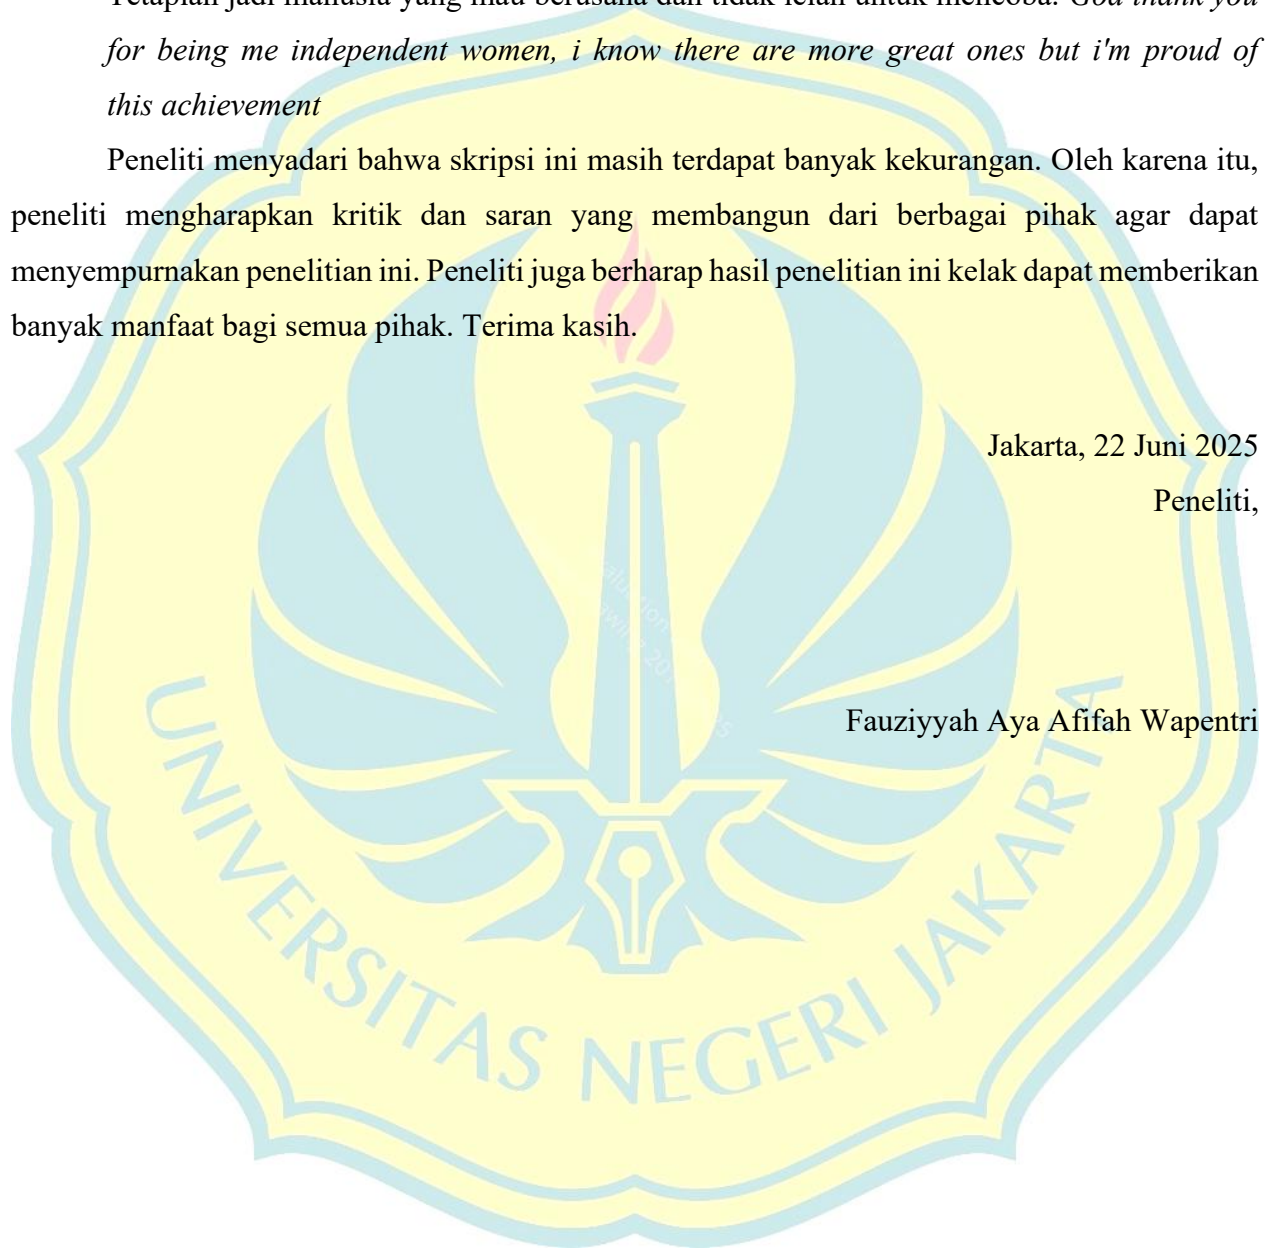 Tetaplah jadi manusia yang mau berusaha dan tidak lelah untuk mencoba. God thank you
for being me independent women, i know there are more great ones but i'm proud of
this achievement
Peneliti menyadari bahwa skripsi ini masih terdapat banyak kekurangan. Oleh karena itu,
peneliti mengharapkan kritik dan saran yang membangun dari berbagai pihak agar dapat
menyempurnakan penelitian ini. Peneliti juga berharap hasil penelitian ini kelak dapat memberikan
banyak manfaat bagi semua pihak. Terima kasih.
Jakarta, 22 Juni 2025
Peneliti,
Fauziyyah Aya Afifah Wapentri
UNIVERSITAS NEGERI JAKARTA